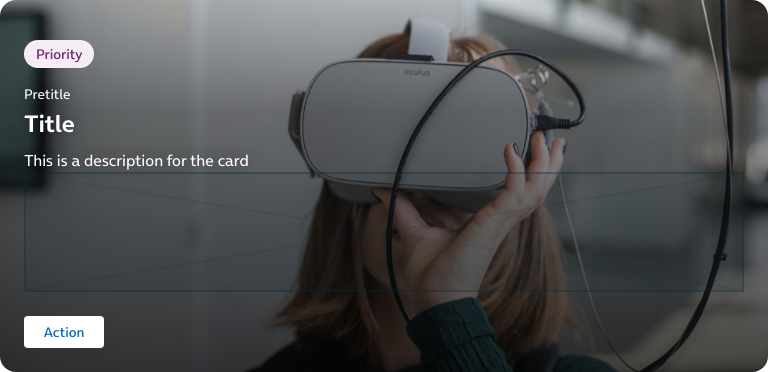 Priority
Pretitle
Title
This is a description for the card
Action
oculus